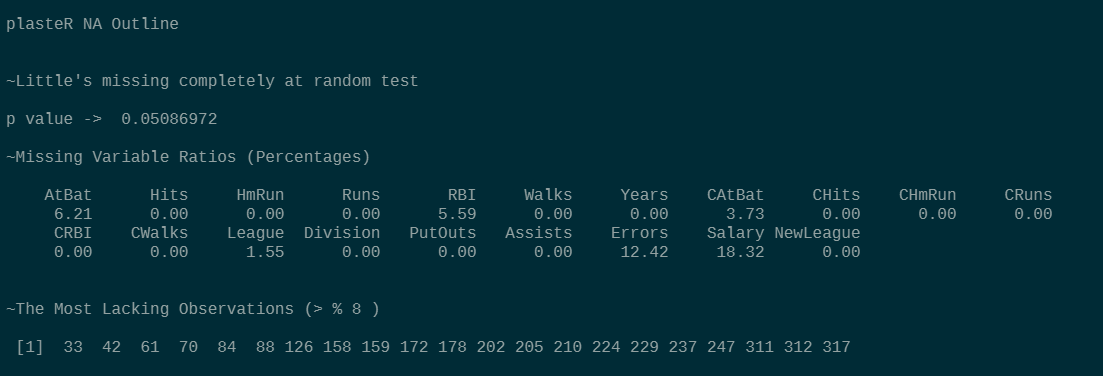 plasteR NA Outline
~Little's missing completely at random test
p value ->  0.05086972
~Missing Variable Ratios (Percentages)
    AtBat      Hits     HmRun      Runs       RBI     Walks     Years    CAtBat     CHits    CHmRun     CRuns
     6.21      0.00      0.00      0.00      5.59      0.00      0.00      3.73      0.00      0.00      0.00
     CRBI    CWalks    League  Division   PutOuts   Assists    Errors    Salary NewLeague
     0.00      0.00      1.55      0.00      0.00      0.00     12.42     18.32      0.00
~The Most Lacking Observations (> % 8 )
 [1]  33  42  61  70  84  88 126 158 159 172 178 202 205 210 224 229 237 247 311 312 317